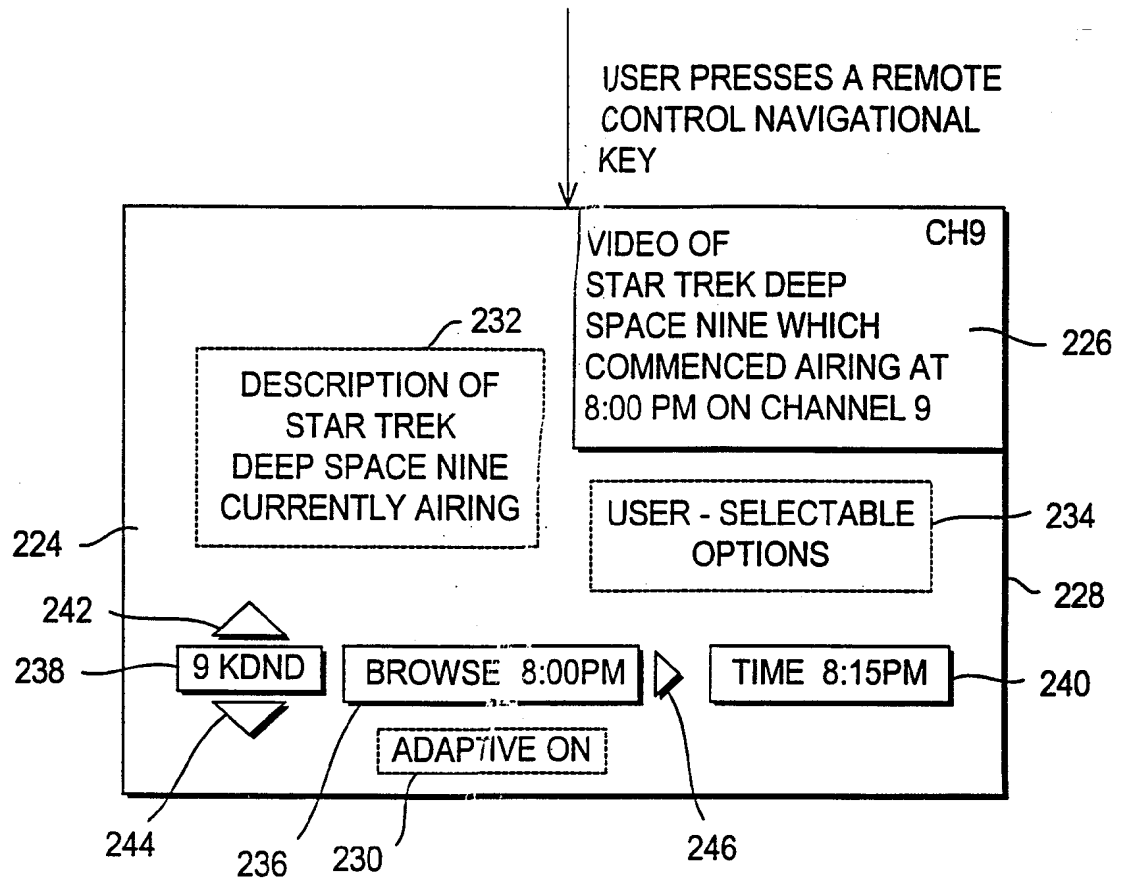 USER PRESSES A REMOTE
CONTROL NAVIGATIONAL
KEY
CH9
VIDEO OF
STAR TREK DEEP
SPACE NINE WHICH
COMMENCED AIRING AT
8:00 PM ON CHANNEL 9
226
232
DESCRIPTION OF
STAR TREK
DEEP SPACE NINE
CURRENTLY AIRING
USER - SELECTABLE
OPTIONS
234
224
228
242
238
9 KDND
BROWSE 8:00PM
TIME 8:15PM
240
ADAPTIVE ON
244
236
230
246